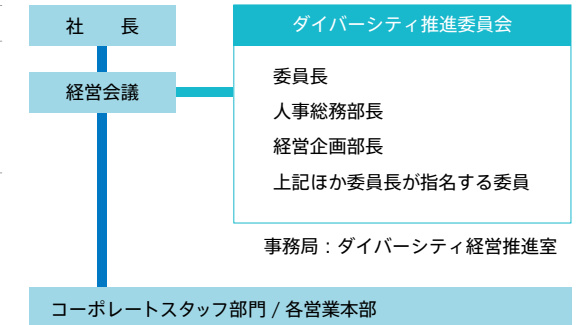 社　長
ダイバーシティ推進委員会
経営会議
委員長
人事総務部長
経営企画部長
上記ほか委員長が指名する委員
事務局：ダイバーシティ経営推進室
コーポレートスタッフ部門 / 各営業本部